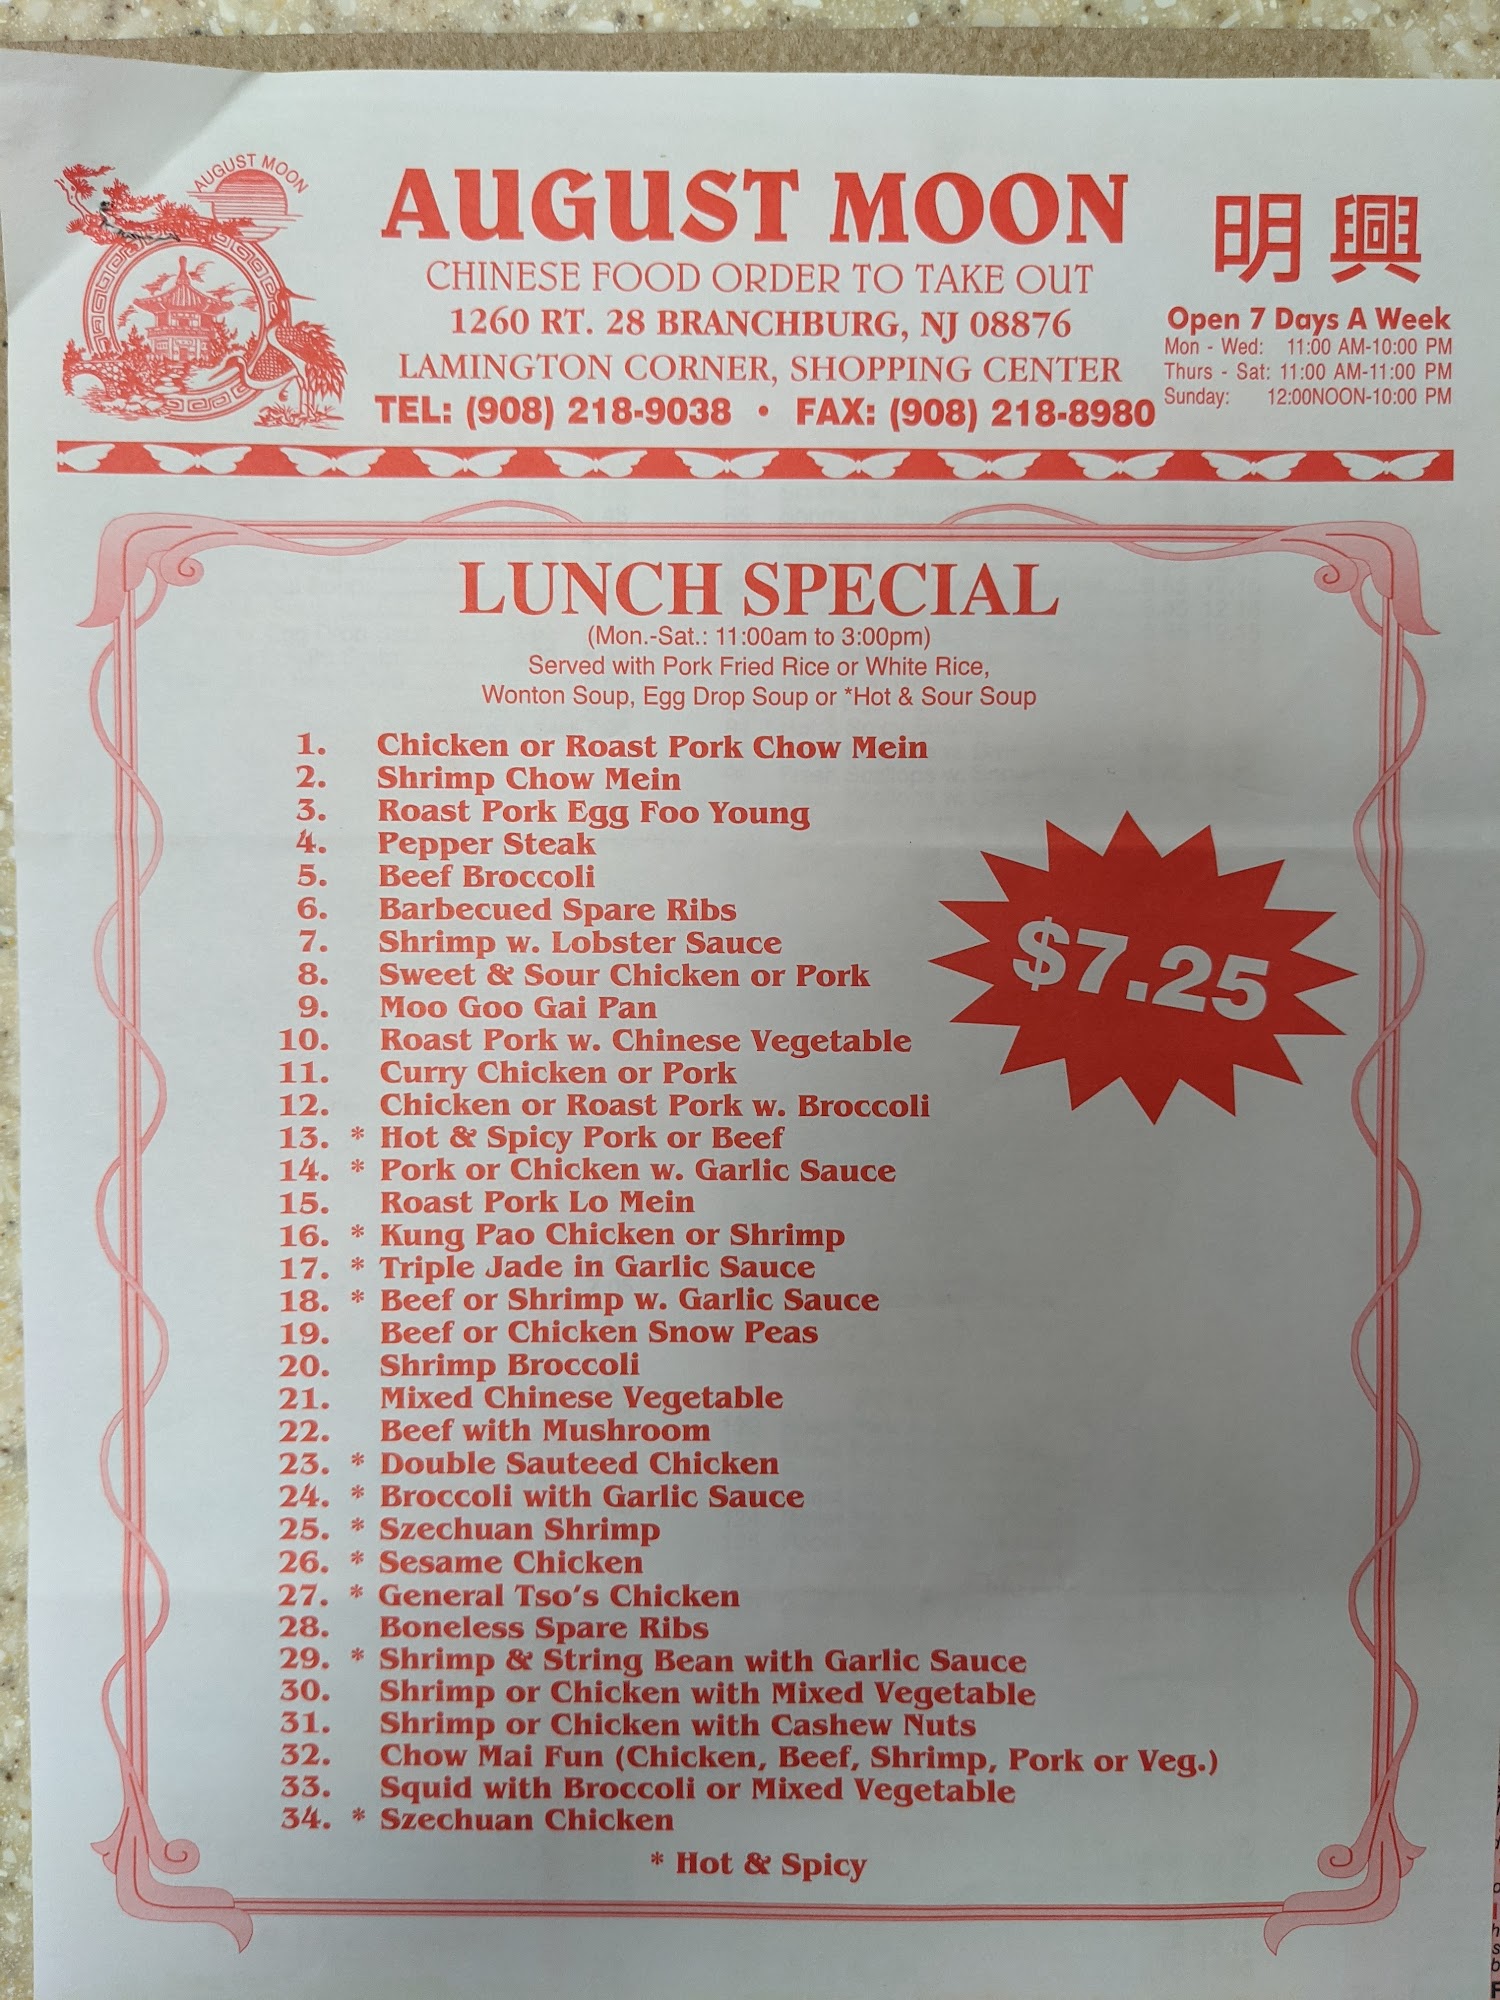 AUGUST MOON
AUGUST MOON
明興
CHINESE FOOD ORDER TO TAKE OUT
1260 RT. 28 BRANCHBURG, NJ 08876
LAMINGTON CORNER, SHOPPING CENTER
TEL: (908) 218-9038 • FAX: (908) 218-8980
Open 7 Days A Week
Mon - Wed: 11:00 AM-10:00 PM
Thurs - Sat: 11:00 AM-11:00 PM
Sunday: 12:00NOON-10:00 PM
LUNCH SPECIAL
(Mon.-Sat.: 11:00am to 3:00pm)
Served with Pork Fried Rice or White Rice,
Wonton Soup, Egg Drop Soup or *Hot & Sour Soup
1. Chicken or Roast Pork Chow Mein
2. Shrimp Chow Mein
3. Roast Pork Egg Foo Young
4. Pepper Steak
5. Beef Broccoli
6. Barbecued Spare Ribs
7. Shrimp w. Lobster Sauce
8. Sweet & Sour Chicken or Pork
9. Moo Goo Gai Pan
10. Roast Pork w. Chinese Vegetable
11. Curry Chicken or Pork
12. Chicken or Roast Pork w. Broccoli
13. * Hot & Spicy Pork or Beef
14. * Pork or Chicken w. Garlic Sauce
15. Roast Pork Lo Mein
16. * Kung Pao Chicken or Shrimp
17. * Triple Jade in Garlic Sauce
18. * Beef or Shrimp w. Garlic Sauce
19. Beef or Chicken Snow Peas
20. Shrimp Broccoli
21. Mixed Chinese Vegetable
22. Beef with Mushroom
23. * Double Sauteed Chicken
24. * Broccoli with Garlic Sauce
25. * Szechuan Shrimp
26. * Sesame Chicken
27. * General Tso's Chicken
28. Boneless Spare Ribs
29. * Shrimp & String Bean with Garlic Sauce
30. Shrimp or Chicken with Mixed Vegetable
31. Shrimp or Chicken with Cashew Nuts
32. Chow Mai Fun (Chicken, Beef, Shrimp, Pork or Veg.)
33. Squid with Broccoli or Mixed Vegetable
34. * Szechuan Chicken
* Hot & Spicy
$7.25